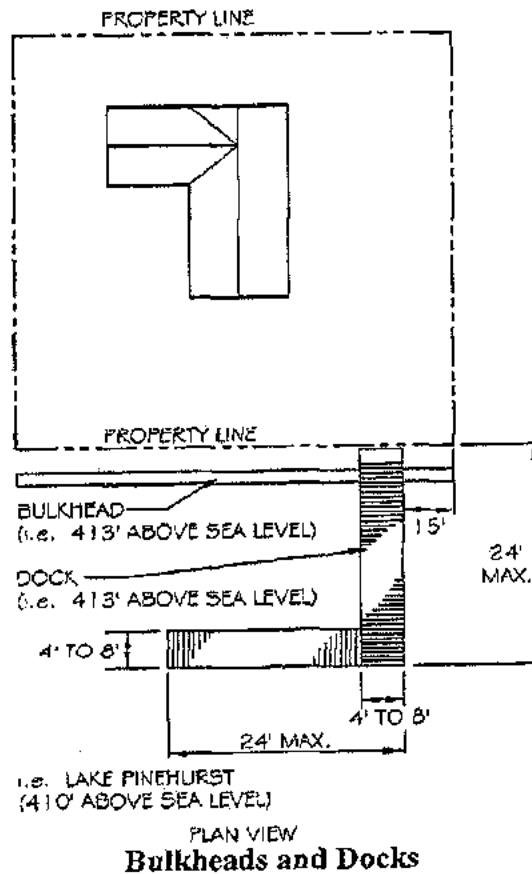 PROPERTY LINE
PROPERTY LINE
BULKHEAD
(i.e. 413' ABOVE SEA LEVEL)
15'
DOCK
(i.e. 413' ABOVE SEA LEVEL)
24'
MAX.
4' TO 8'
4' TO 8'
24' MAX.
i.e. LAKE PINEHURST
(410' ABOVE SEA LEVEL)
PLAN VIEW
Bulkheads and Docks